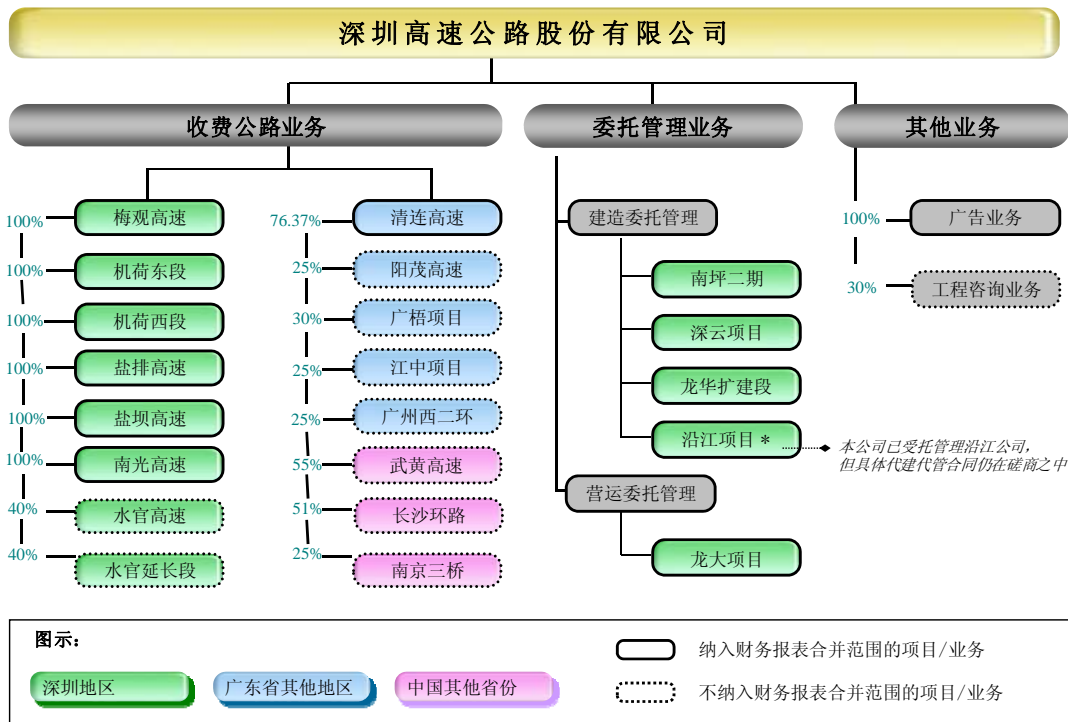 深圳高速公路股份有限公司
收费公路业务
委托管理业务
其他业务
100%
梅观高速
100%
机荷东段
100%
机荷西段
100%
盐排高速
100%
盐坝高速
100%
南光高速
40%
水官高速
40%
水官延长段
76.37%
清连高速
25%
阳茂高速
30%
广梧项目
25%
江中项目
25%
广州西二环
55%
武黄高速
51%
长沙环路
25%
南京三桥
建造委托管理
南坪二期
深云项目
龙华扩建段
沿江项目 *
本公司已受托管理沿江公司，
但具体代建代管合同仍在磋商之中
营运委托管理
龙大项目
100%
广告业务
30%
工程咨询业务
图示：
深圳地区
广东省其他地区
中国其他省份
纳入财务报表合并范围的项目/业务
不纳入财务报表合并范围的项目/业务